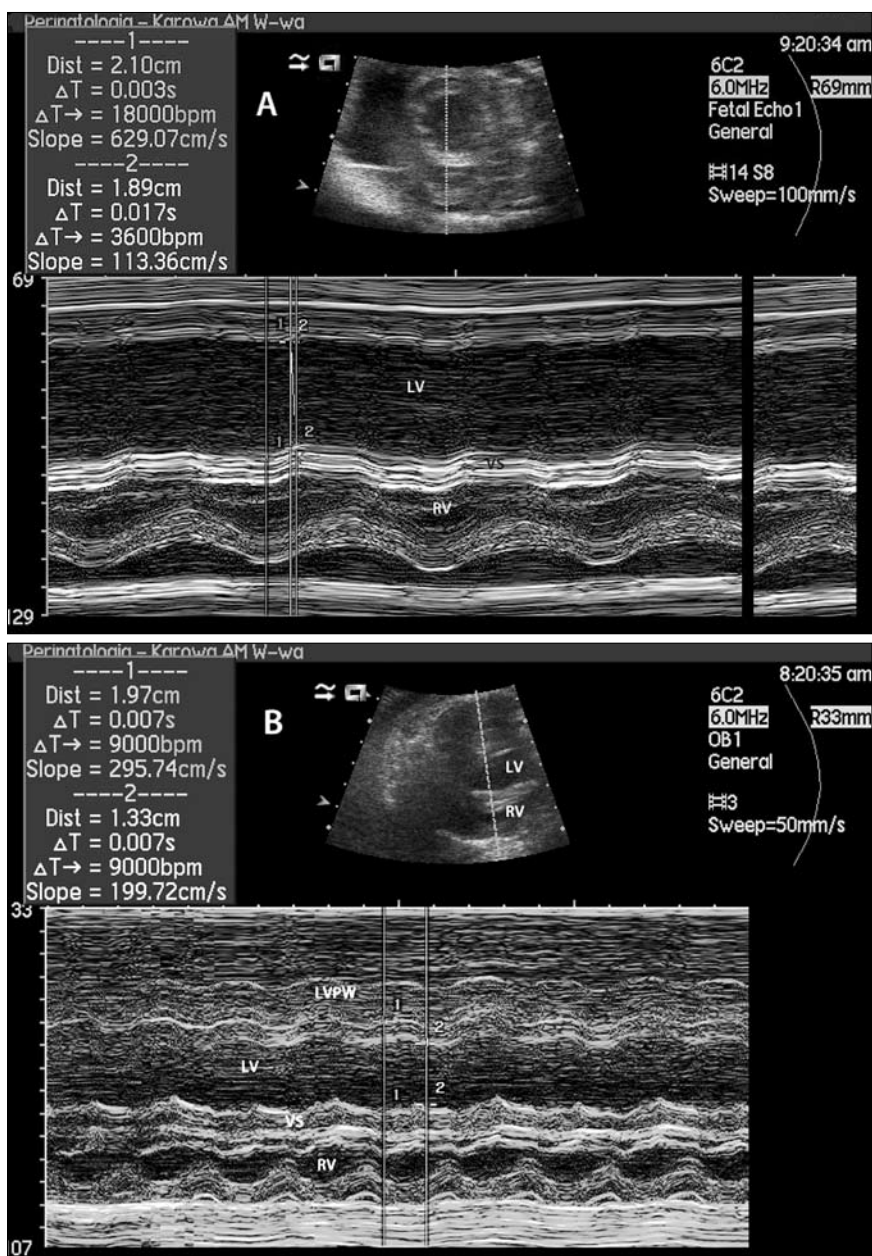 Perinatologia – Karowa AM W-wa
----1----
Dist = 2.10cm
ΔT = 0.003s
ΔT→ = 18000bpm
Slope = 629.07cm/s
----2----
Dist = 1.89cm
ΔT = 0.017s
ΔT→ = 3600bpm
Slope = 113.36cm/s
A
9:20:34 am
6C2
6.0MHz R69mm
Fetal Echo1
General
14 S8
Sweep=100mm/s
69
1 2
LV
1 2
VS
RV
129
Perinatologia – Karowa AM W-wa
----1----
Dist = 1.97cm
ΔT = 0.007s
ΔT→ = 9000bpm
Slope = 295.74cm/s
----2----
Dist = 1.33cm
ΔT = 0.007s
ΔT→ = 9000bpm
Slope = 199.72cm/s
B
LV
RV
8:20:35 am
6C2
6.0MHz R33mm
OB1
General
3
Sweep=50mm/s
33
LVPW
1
2
LV
1 2
VS
RV
107